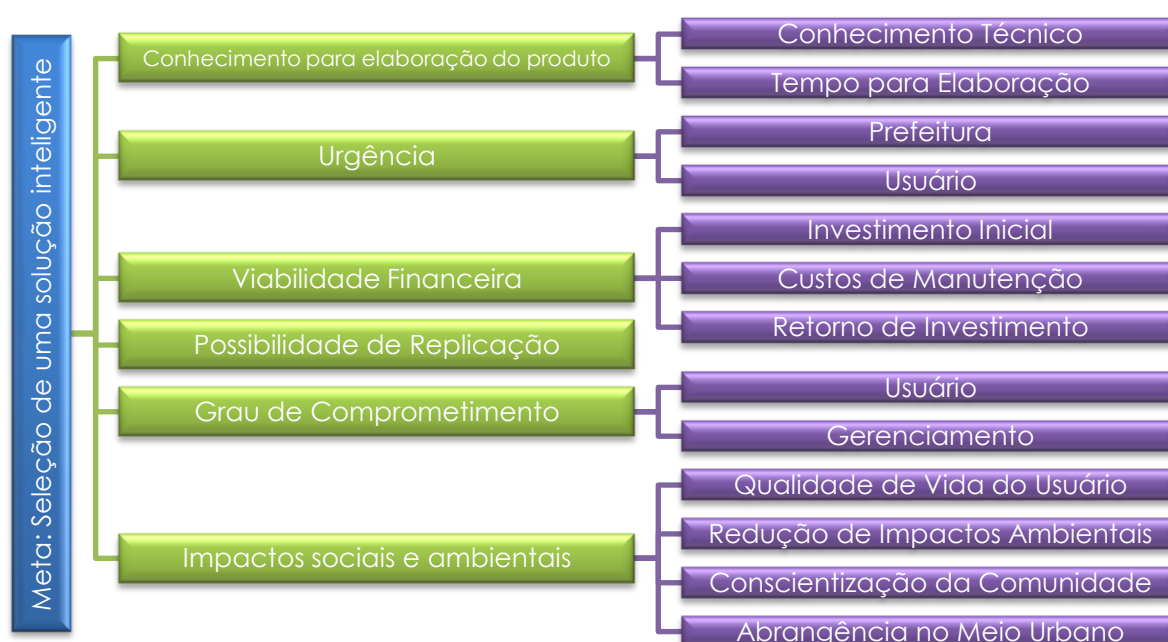 Meta: Seleção de uma solução inteligente
Conhecimento para elaboração do produto
Conhecimento Técnico
Tempo para Elaboração
Urgência
Prefeitura
Usuário
Viabilidade Financeira
Investimento Inicial
Custos de Manutenção
Retorno de Investimento
Possibilidade de Replicação
Grau de Comprometimento
Usuário
Gerenciamento
Impactos sociais e ambientais
Qualidade de Vida do Usuário
Redução de Impactos Ambientais
Conscientização da Comunidade
Abrangência no Meio Urbano